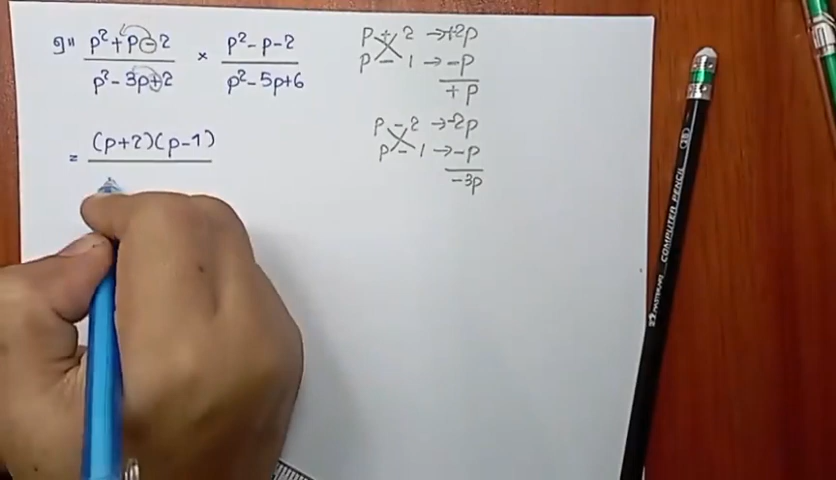 g" p²+p-2 / p²-3p+2 × p²-p-2 / p²-5p+6
= (p+2)(p-1)
p + 2 → +2p
p - 1 → -p
+p
p - 2 → -2p
p - 1 → -p
-3p
COMPUTER PENCIL